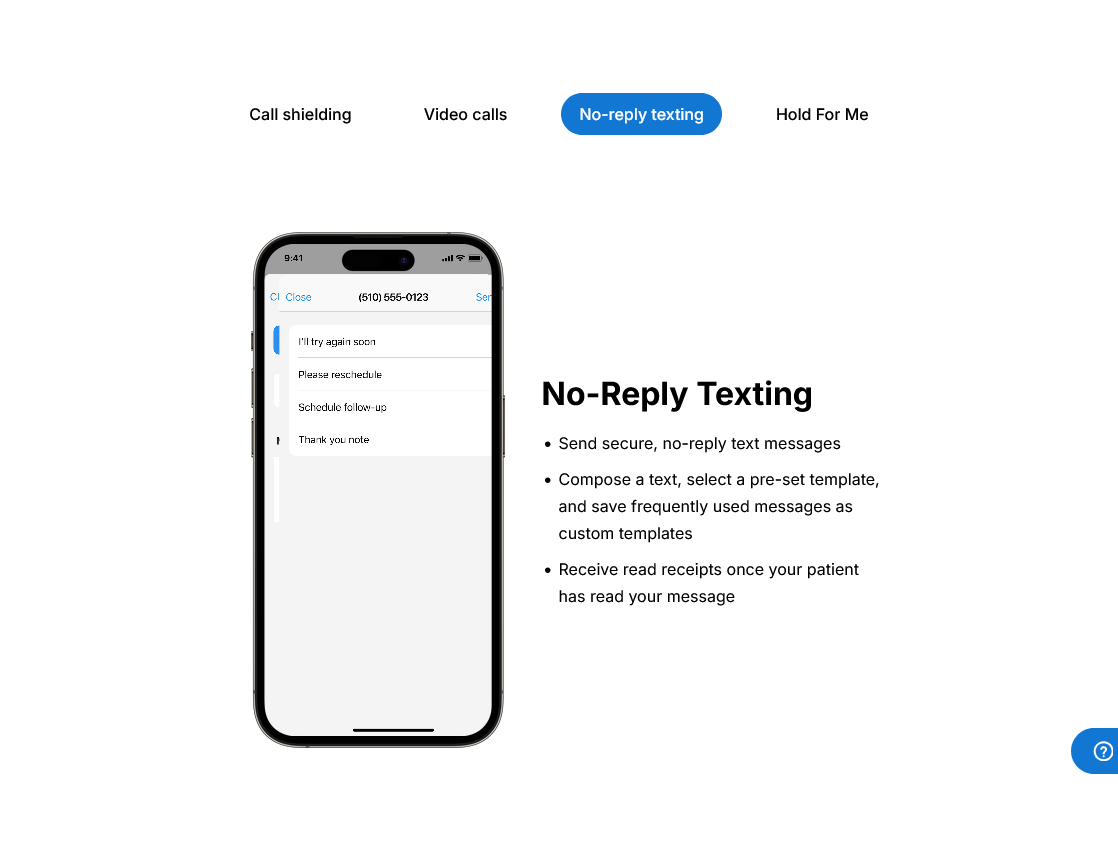 Call shielding
Video calls
No-reply texting
Hold For Me
9:41
Close
(510) 555-0123
I'll try again soon
Please reschedule
Schedule follow-up
Thank you note
No-Reply Texting
• Send secure, no-reply text messages
• Compose a text, select a pre-set template,
and save frequently used messages as
custom templates
• Receive read receipts once your patient
has read your message